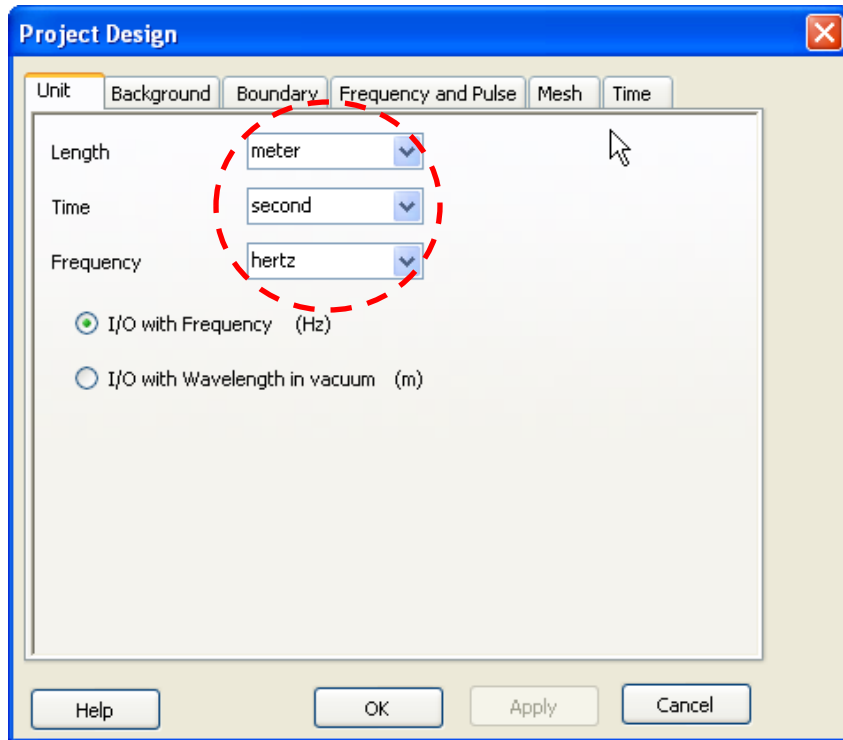 Project Design
Unit Background Boundary Frequency and Pulse Mesh Time
Length meter
Time second
Frequency hertz
I/O with Frequency (Hz)
I/O with Wavelength in vacuum (m)
Help OK Apply Cancel